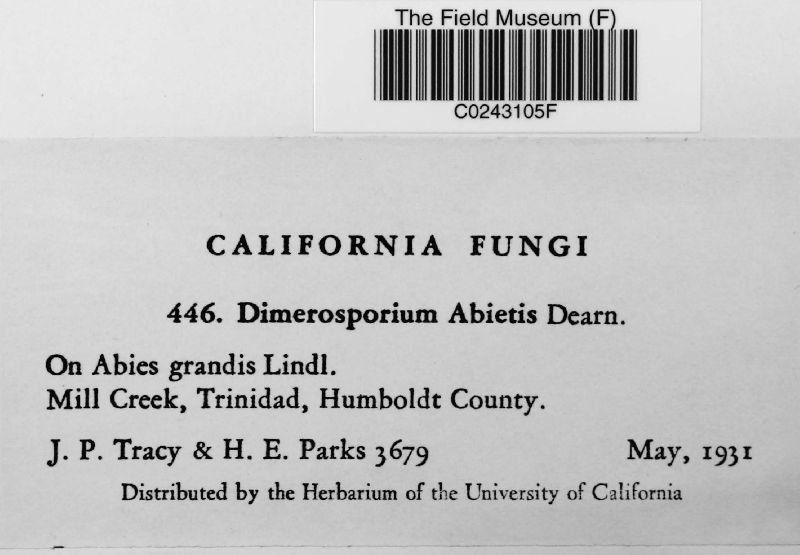 The Field Museum (F)
C0243105F
CALIFORNIA FUNGI
446. Dimerosporium Abietis Dearn.
On Abies grandis Lindl.
Mill Creek, Trinidad, Humboldt County.
J. P. Tracy & H. E. Parks 3679 May, 1931
Distributed by the Herbarium of the University of California